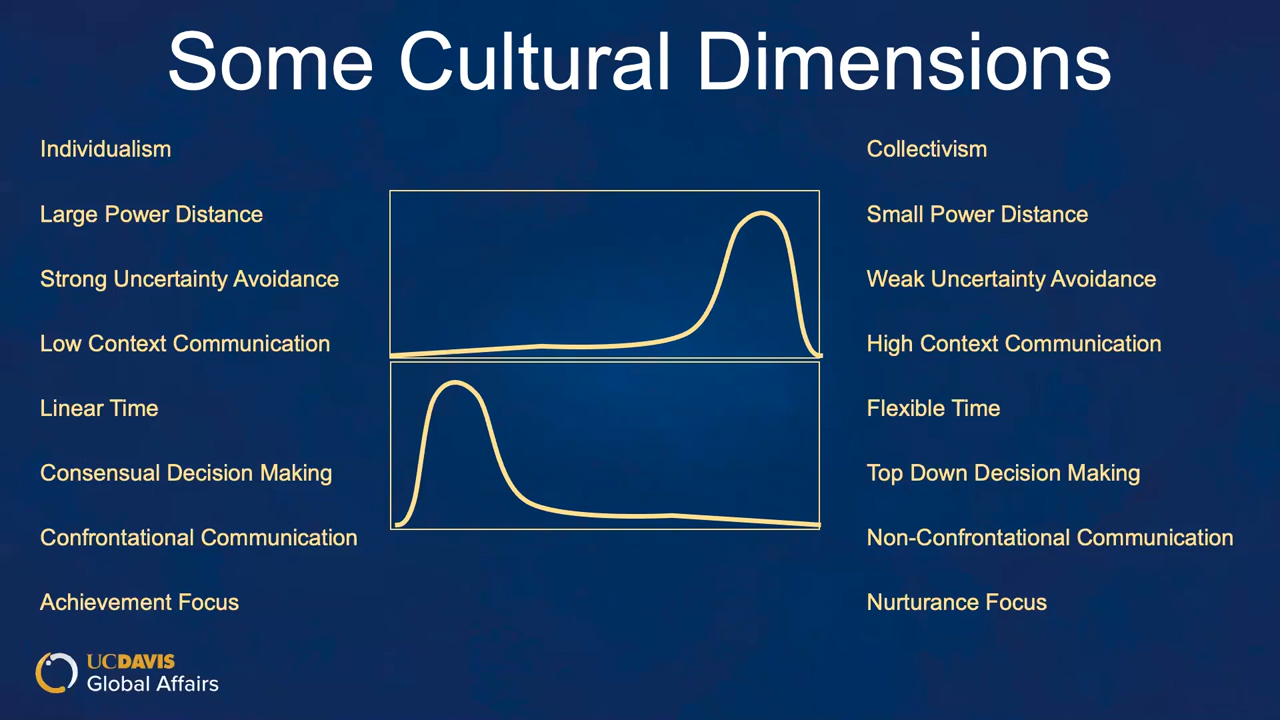 Some Cultural Dimensions
Individualism
Collectivism
Large Power Distance
Small Power Distance
Strong Uncertainty Avoidance
Weak Uncertainty Avoidance
Low Context Communication
High Context Communication
Linear Time
Flexible Time
Consensual Decision Making
Top Down Decision Making
Confrontational Communication
Non-Confrontational Communication
Achievement Focus
Nurturance Focus
UCDAVIS
Global Affairs